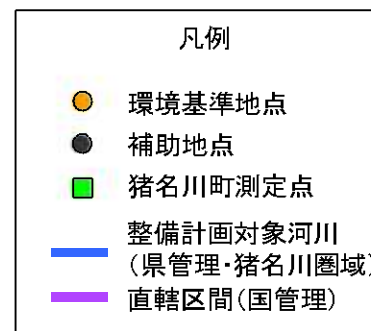 凡例
環境基準地点
補助地点
猪名川町測定点
整備計画対象河川
(県管理・猪名川圏域)
直轄区間(国管理)